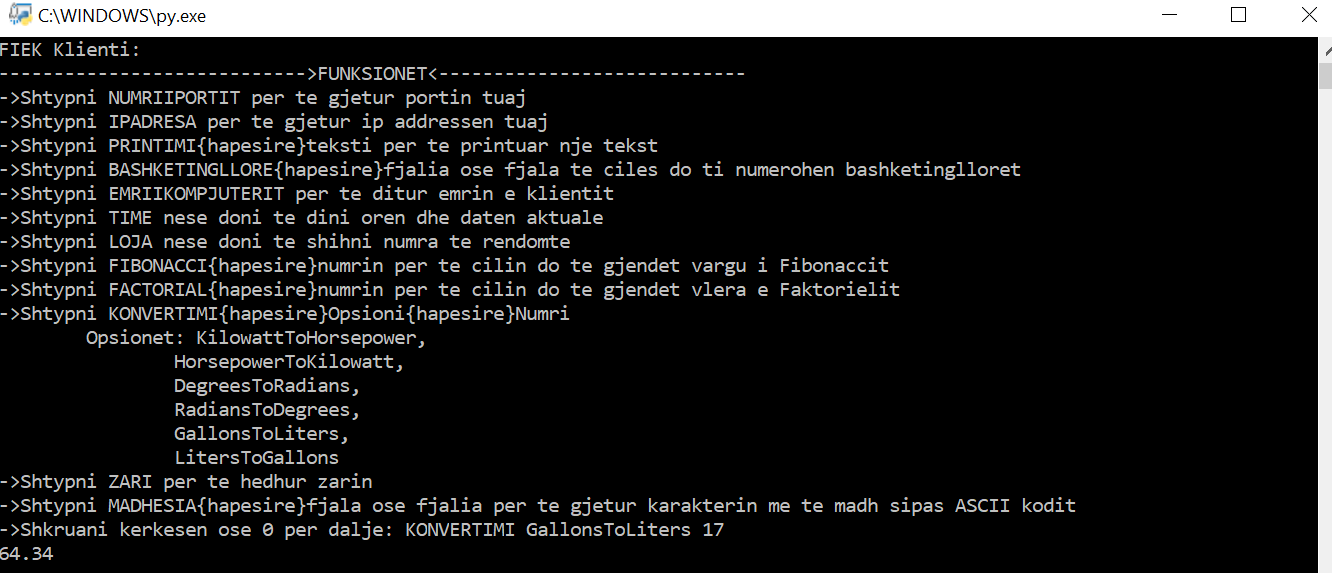 C:\WINDOWS\py.exe
FIEK Klienti:
---------------------------->FUNKSIONET<----------------------------
->Shtypni NUMRIIPORTIT per te gjetur portin tuaj
->Shtypni IPADRESA per te gjetur ip addressen tuaj
->Shtypni PRINTIMI{hapesire}teksti per te printuar nje tekst
->Shtypni BASHKETINGLLORE{hapesire}fjalia ose fjala te ciles do ti numerohen bashketinglloret
->Shtypni EMRIIKOMPJUTERIT per te ditur emrin e klientit
->Shtypni TIME nese doni te dini oren dhe daten aktuale
->Shtypni LOJA nese doni te shihni numra te rendomte
->Shtypni FIBONACCI{hapesire}numrin per te cilin do te gjendet vargu i Fibonaccit
->Shtypni FACTORIAL{hapesire}numrin per te cilin do te gjendet vlera e Faktorielit
->Shtypni KONVERTIMI{hapesire}Opsioni{hapesire}Numri
Opsionet: KilowattToHorsepower,
HorsepowerToKilowatt,
DegreesToRadians,
RadiansToDegrees,
GallonsToLiters,
LitersToGallons
->Shtypni ZARI per te hedhur zarin
->Shtypni MADHESIA{hapesire}fjala ose fjalia per te gjetur karakterin me te madh sipas ASCII kodit
->Shkruani kerkesen ose 0 per dalje: KONVERTIMI GallonsToLiters 17
64.34